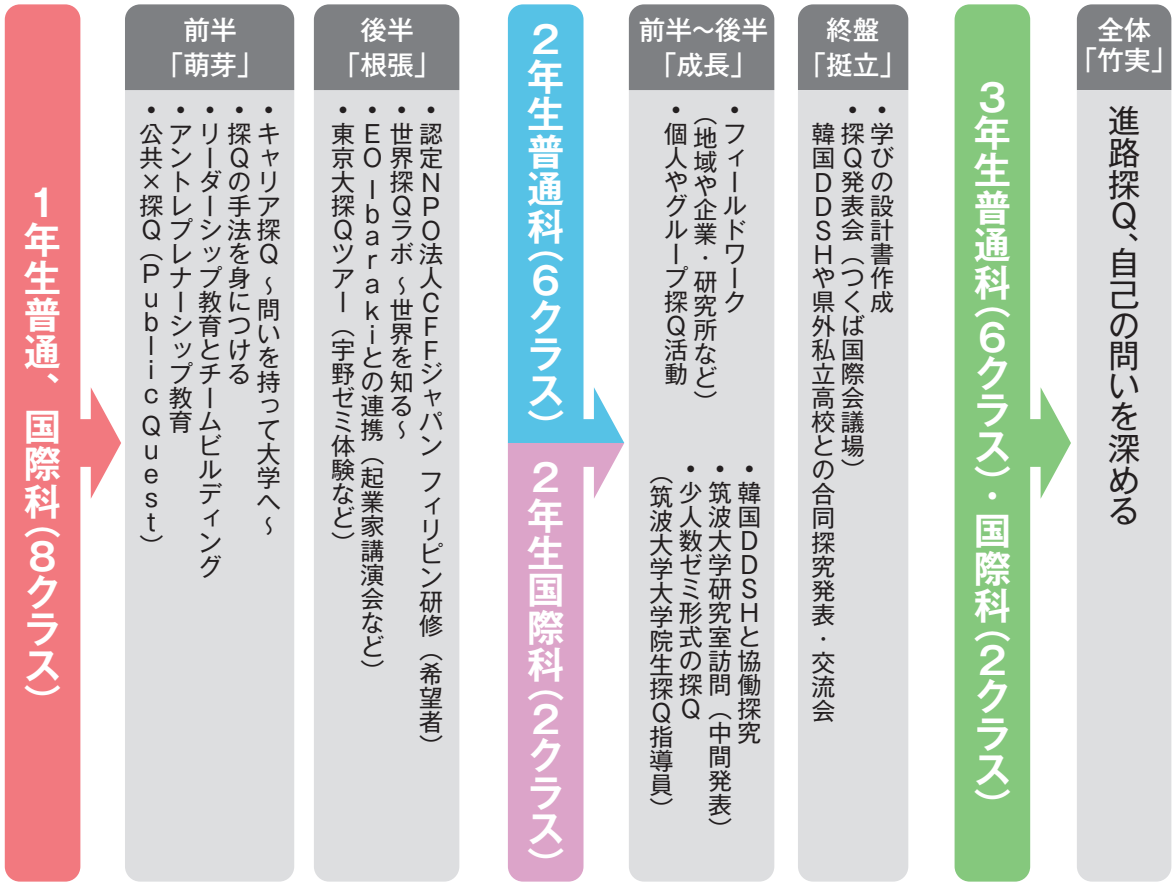 1年生普通、国際科(8クラス)
前半
「萌芽」
・キャリア探Q ~問いを持って大学へ~
・探Qの手法を身につける
・リーダーシップ教育とチームビルディング
・アントレプレナーシップ教育
・公共×探Q(Public Quest)
後半
「根張」
・認定NPO法人CFFジャパン フィリピン研修(希望者)
・世界探Qラボ ~世界を知る~
・EO Ibarakiとの連携(起業家講演会など)
・東京大探Qツアー(宇野ゼミ体験など)
2年生普通科(6クラス)
2年生国際科(2クラス)
前半~後半
「成長」
・フィールドワーク
(地域や企業・研究所など)
・個人やグループ探Q活動
・韓国DDSHと協働探究
・筑波大学研究室訪問(中間発表)
・少人数ゼミ形式の探Q
(筑波大学大学院生探Q指導員)
終盤
「挺立」
・学びの設計書作成
・探Q発表会(つくば国際会議場)
韓国DDSHや県外私立高校との合同探究発表・交流会
3年生普通科(6クラス)・国際科(2クラス)
全体
「竹実」
進路探Q、自己の問いを深める